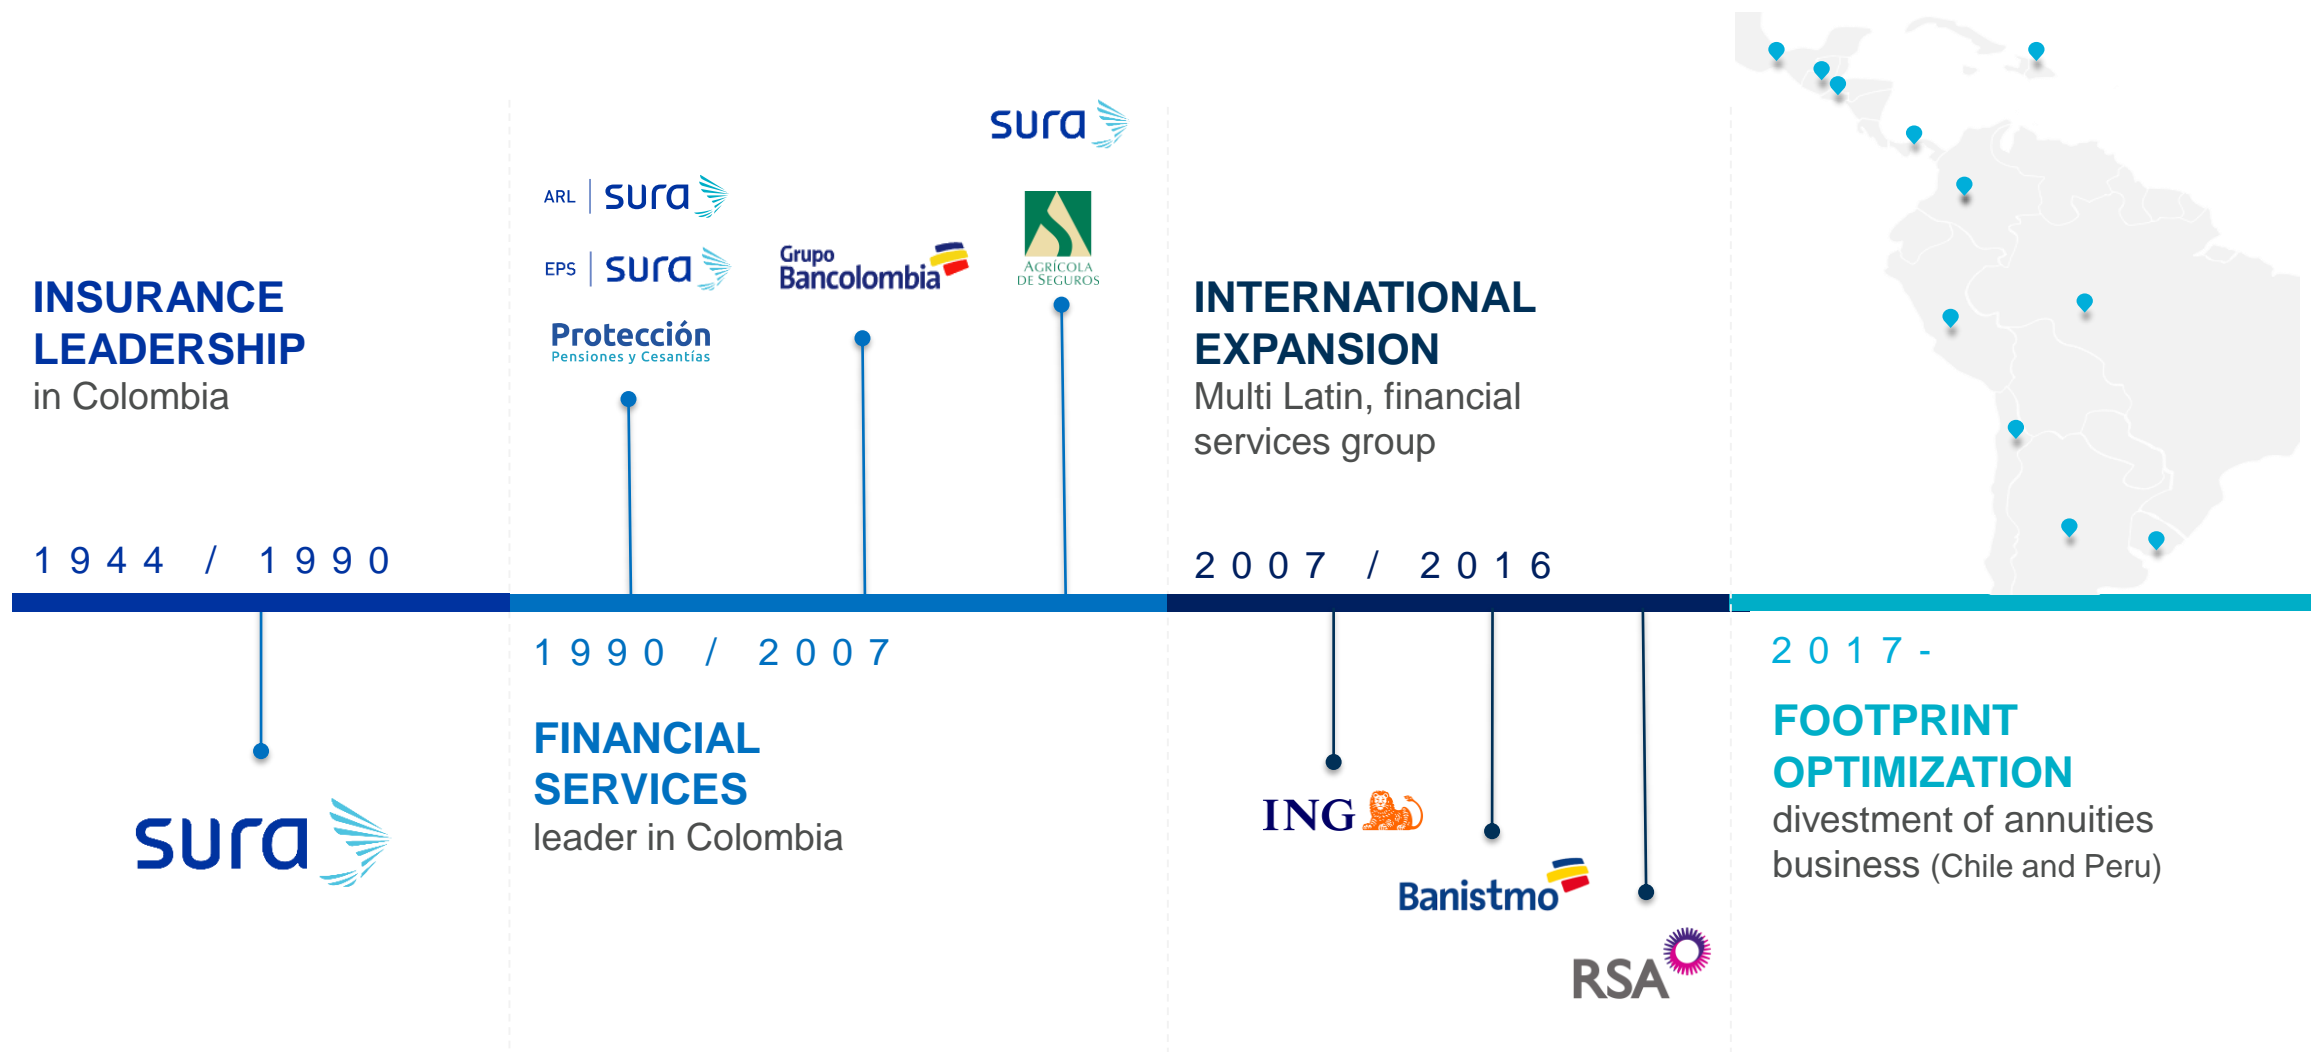 INSURANCE
LEADERSHIP
in Colombia
1944 / 1990
sura
ARL | sura
EPS | sura
Protección
Pensiones y Cesantías
Grupo
Bancolombia
sura
AGRÍCOLA
DE SEGUROS
1990 / 2007
FINANCIAL
SERVICES
leader in Colombia
INTERNATIONAL
EXPANSION
Multi Latin, financial
services group
2007 / 2016
ING
Banistmo
RSA
2017-
FOOTPRINT
OPTIMIZATION
divestment of annuities
business (Chile and Peru)